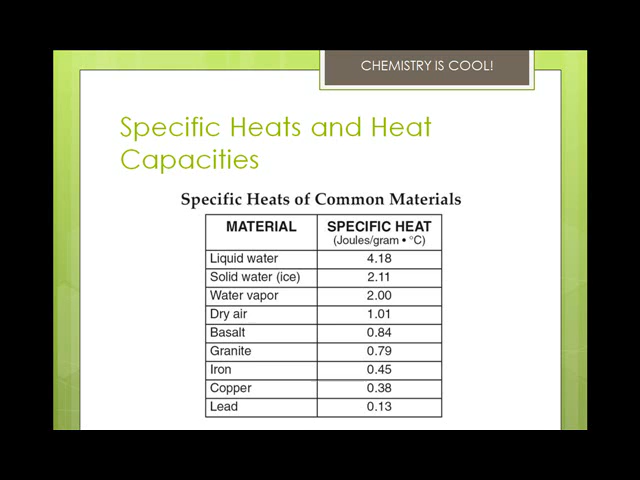 CHEMISTRY IS COOL!
Specific Heats and Heat
Capacities
Specific Heats of Common Materials
MATERIAL SPECIFIC HEAT
(Joules/gram • °C)
Liquid water 4.18
Solid water (ice) 2.11
Water vapor 2.00
Dry air 1.01
Basalt 0.84
Granite 0.79
Iron 0.45
Copper 0.38
Lead 0.13